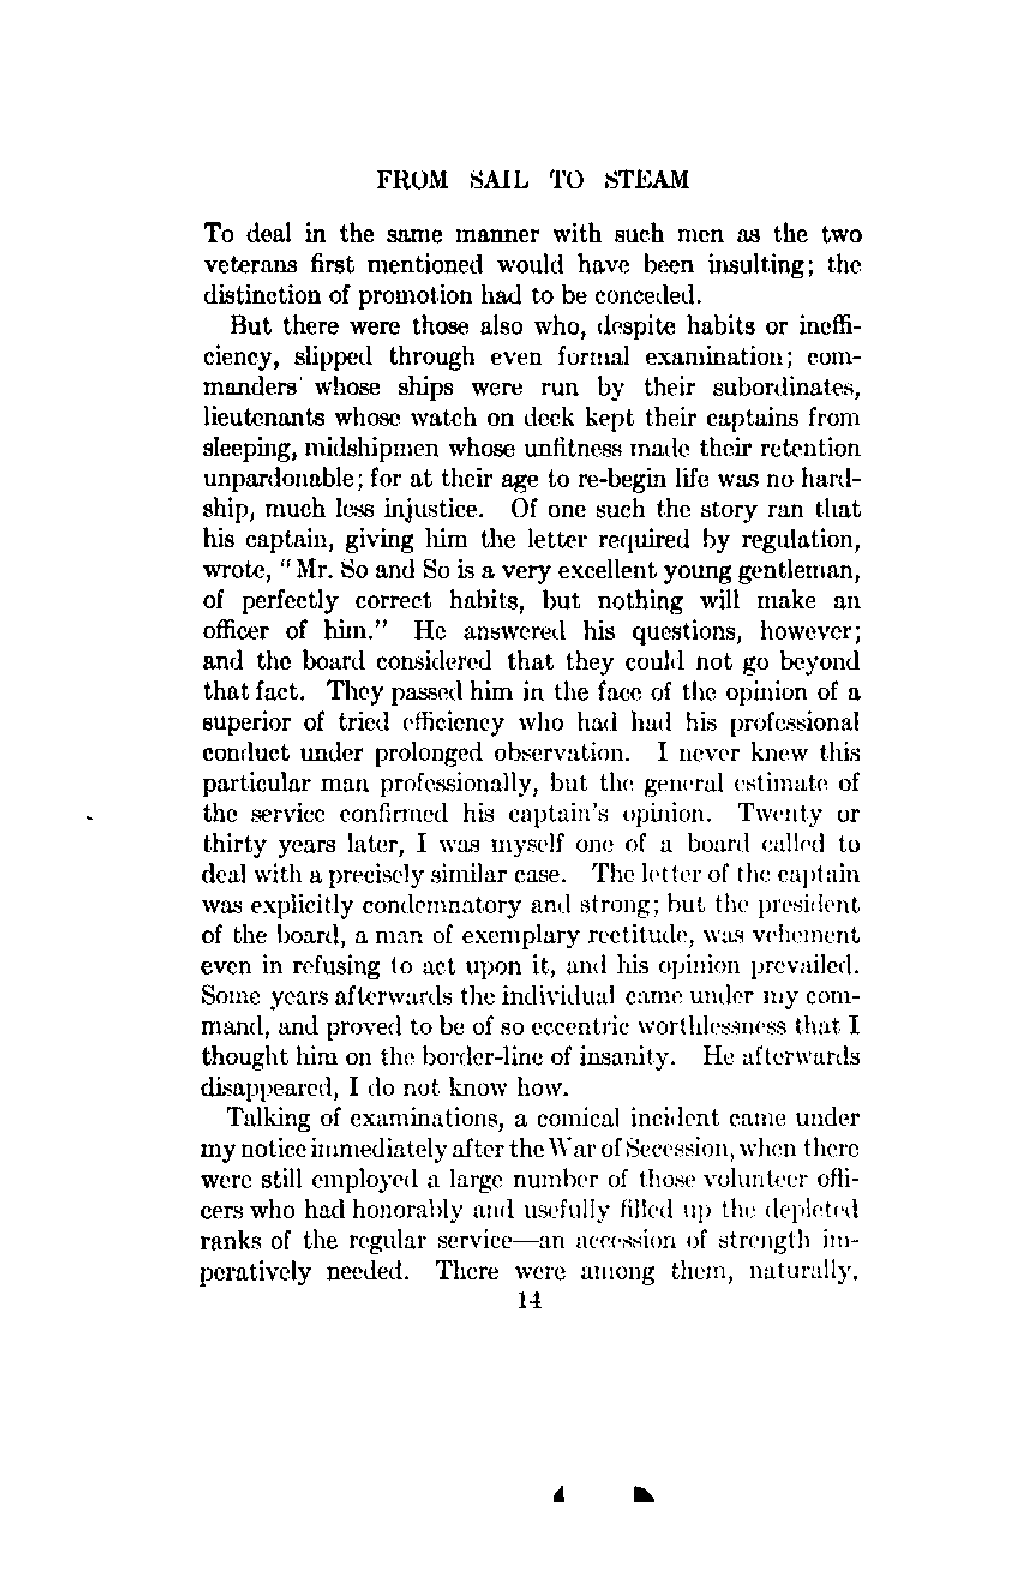 FROM SAIL TO STEAM
To deal in the same manner with such men as the two
veterans first mentioned would have been insulting; the
distinction of promotion had to be conceded.
But there were those also who, despite habits or ineffi-
ciency, slipped through even formal examination; com-
manders' whose ships were run by their subordinates,
lieutenants whose watch on deck kept their captains from
sleeping, midshipmen whose unfitness made their retention
unpardonable; for at their age to re-begin life was no hard-
ship, much less injustice. Of one such the story ran that
his captain, giving him the letter required by regulation,
wrote, "Mr. So and So is a very excellent young gentleman,
of perfectly correct habits, but nothing will make an
officer of him." He answered his questions, however;
and the board considered that they could not go beyond
that fact. They passed him in the face of the opinion of a
superior of tried efficiency who had had his professional
conduct under prolonged observation. I never knew this
particular man professionally, but the general estimate of
the service confirmed his captain's opinion. Twenty or
thirty years later, I was myself one of a board called to
deal with a precisely similar case. The letter of the captain
was explicitly condemnatory and strong; but the president
of the board, a man of exemplary rectitude, was vehement
even in refusing to act upon it, and his opinion prevailed.
Some years afterwards the individual came under my com-
mand, and proved to be of so eccentric worthlessness that I
thought him on the border-line of insanity. He afterwards
disappeared, I do not know how.
Talking of examinations, a comical incident came under
my notice immediately after the War of Secession, when there
were still employed a large number of those volunteer offi-
cers who had honorably and usefully filled up the depleted
ranks of the regular service—an accession of strength im-
peratively needed. There were among them, naturally,
14